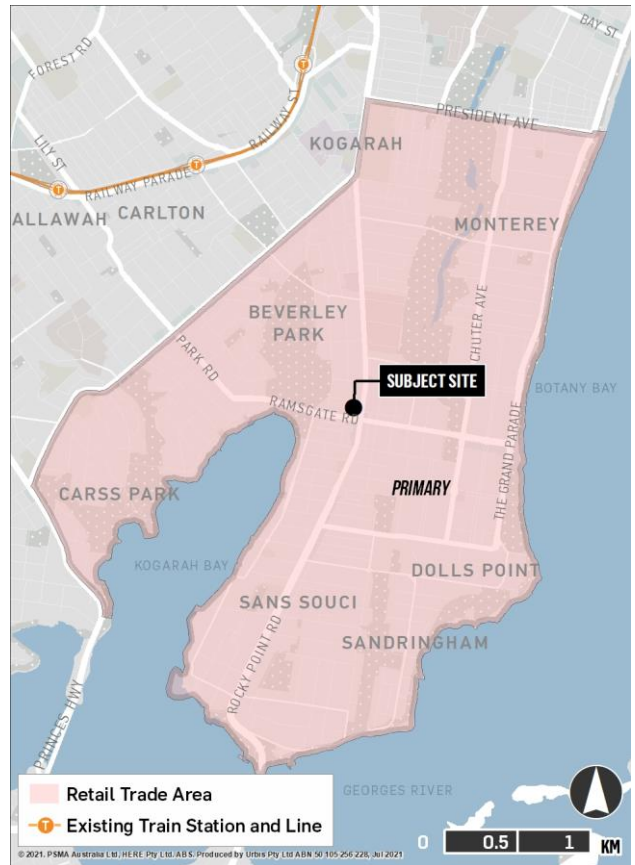 BAY ST
FOREST RD
PRESIDENT AVE
RAILWAY ST
KOGARAH
LILY ST
RAILWAY PARADE
ALLAWAH
CARLTON
MONTEREY
BEVERLEY
PARK
CHUTER AVE
PARK RD
SUBJECT SITE
BOTANY BAY
RAMSGATE RD
THE GRAND PARADE
PRIMARY
CARSS PARK
KOGARAH BAY
DOLLS POINT
SANS SOUCI
SANDRINGHAM
ROCKY POINT RD
PRINCES HWY
GEORGES RIVER
Retail Trade Area
Existing Train Station and Line
0 0.5 1 KM
© 2021. PSMA Australia Ltd, HERE Pty Ltd. ABS. Produced by Urbis Pty Ltd ABN 50 105 256 228, Jul 2021